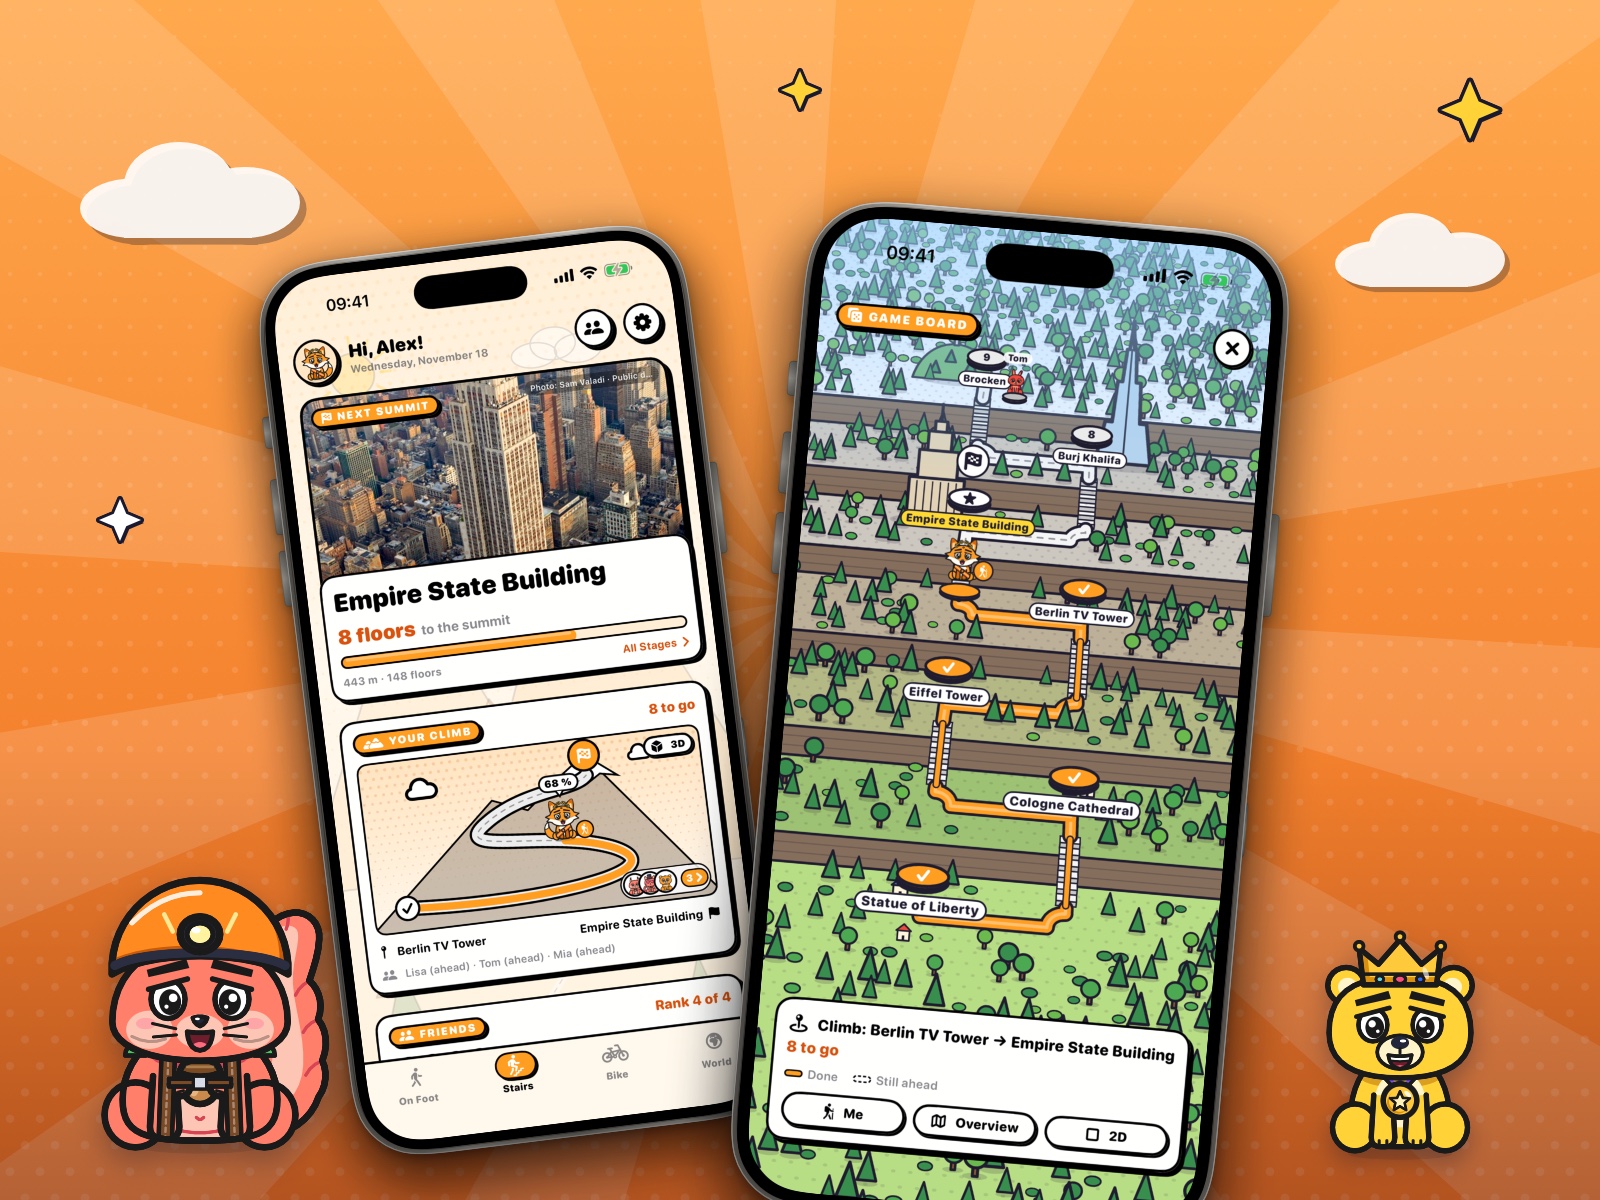 09:41
Hi, Alex!
Wednesday, November 18
Photo: Sam Valadi · Public d...
NEXT SUMMIT
Empire State Building
8 floors to the summit
All Stages
443 m · 148 floors
YOUR CLIMB
8 to go
3D
68 %
3
Berlin TV Tower
Empire State Building
Lisa (ahead) · Tom (ahead) · Mia (ahead)
FRIENDS
Rank 4 of 4
On Foot
Stairs
Bike
World
09:41
GAME BOARD
9
Tom
Brocken
8
Burj Khalifa
Empire State Building
Berlin TV Tower
Eiffel Tower
Cologne Cathedral
Statue of Liberty
Climb: Berlin TV Tower → Empire State Building
8 to go
Done
Still ahead
Me
Overview
2D